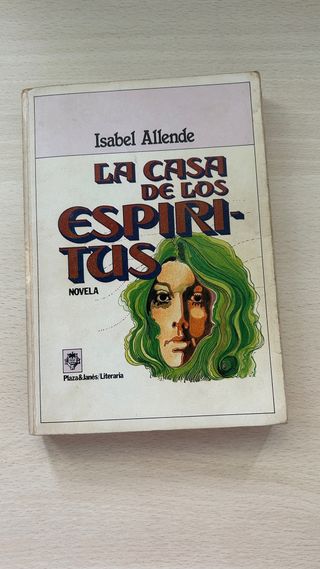 Isabel Allende
LA CASA
DE LOS
ESPIRI-
TUS
NOVELA
Plaza&Janés/Literaria